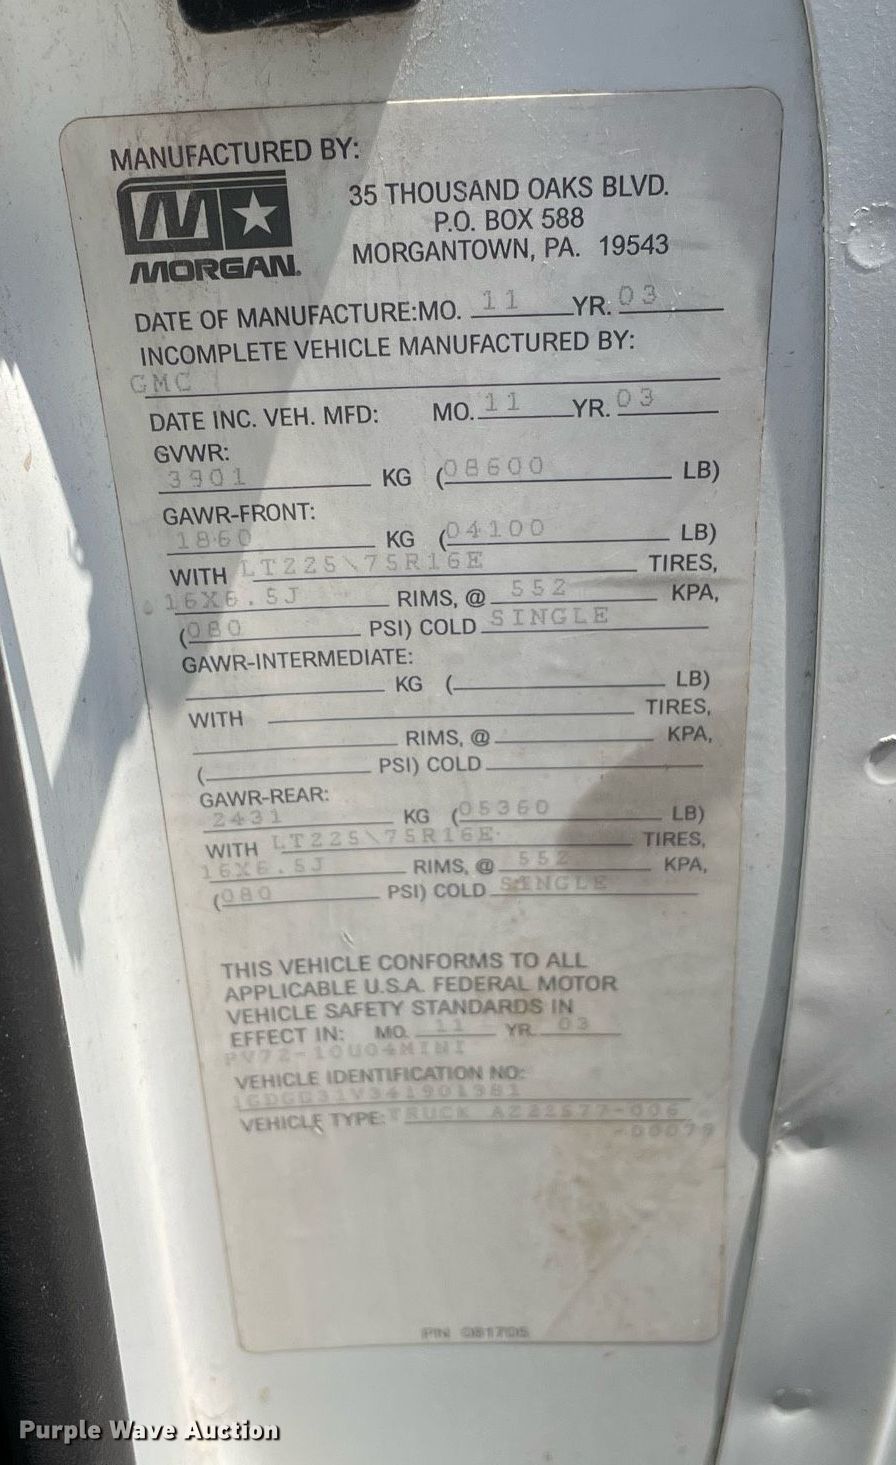 MANUFACTURED BY:
MORGAN.
35 THOUSAND OAKS BLVD.
P.O. BOX 588
MORGANTOWN, PA. 19543
DATE OF MANUFACTURE:MO. 11 YR. 03
INCOMPLETE VEHICLE MANUFACTURED BY:
GMC
DATE INC. VEH. MFD: MO. 11 YR. 03
GVWR:
3901 KG (08600 LB)
GAWR-FRONT:
1860 KG (04100 LB)
WITH LT225\75R16E TIRES,
16X6.5J RIMS, @ 552 KPA,
(080 PSI) COLD SINGLE
GAWR-INTERMEDIATE:
KG ( LB)
WITH TIRES,
RIMS, @ KPA,
( PSI) COLD
GAWR-REAR:
2431 KG (05360 LB)
WITH LT225\75R16E TIRES,
16X6.5J RIMS, @ 552 KPA,
(080 PSI) COLD SINGLE
THIS VEHICLE CONFORMS TO ALL
APPLICABLE U.S.A. FEDERAL MOTOR
VEHICLE SAFETY STANDARDS IN
EFFECT IN: MO. 11 YR. 03
VEHICLE IDENTIFICATION NO:
VEHICLE TYPE: TRUCK
P/N 081705
Purple Wave Auction